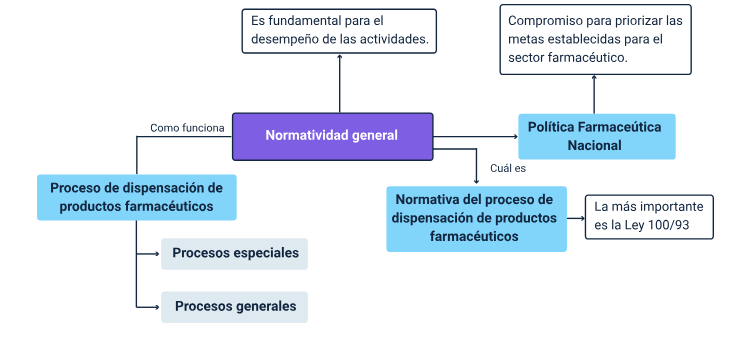 Es fundamental para el
desempeño de las actividades.
Compromiso para priorizar las
metas establecidas para el
sector farmacéutico.
Como funciona
Normatividad general
Política Farmaceútica
Nacional
Cuál es
Proceso de dispensación de
productos farmacéuticos
Normativa del proceso de
dispensación de productos
farmacéuticos
La más importante
es la Ley 100/93
Procesos especiales
Procesos generales